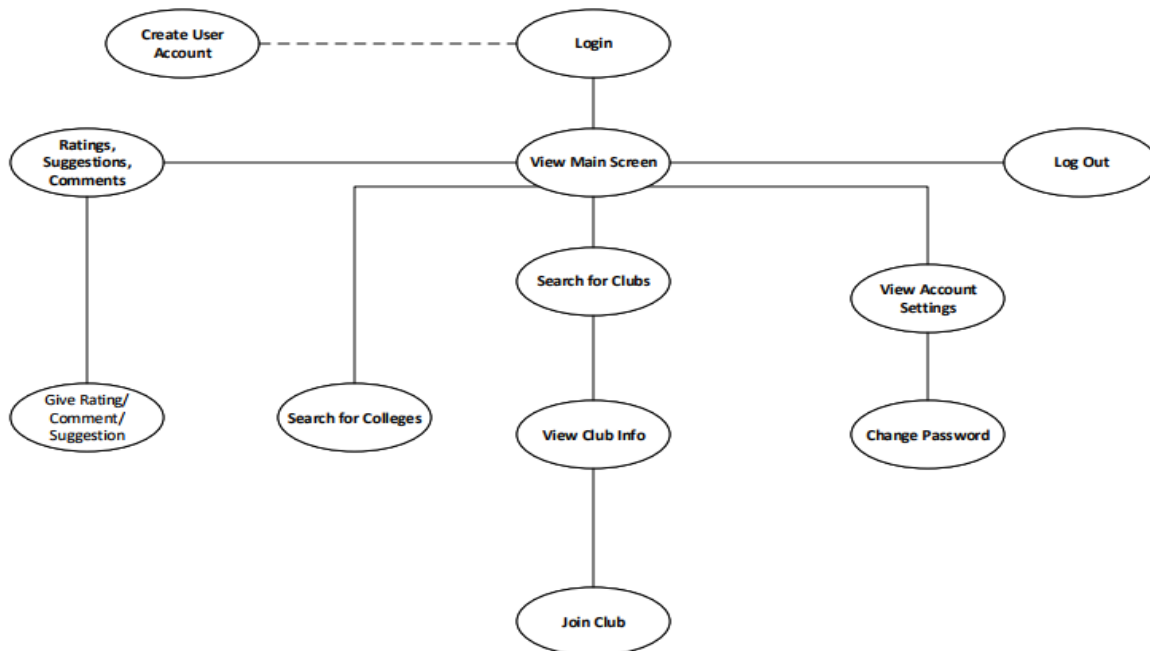 Create User
Account
Login
Ratings,
Suggestions,
Comments
View Main Screen
Log Out
Search for Clubs
View Account
Settings
Give Rating/
Comment/
Suggestion
Search for Colleges
View Club Info
Change Password
Join Club